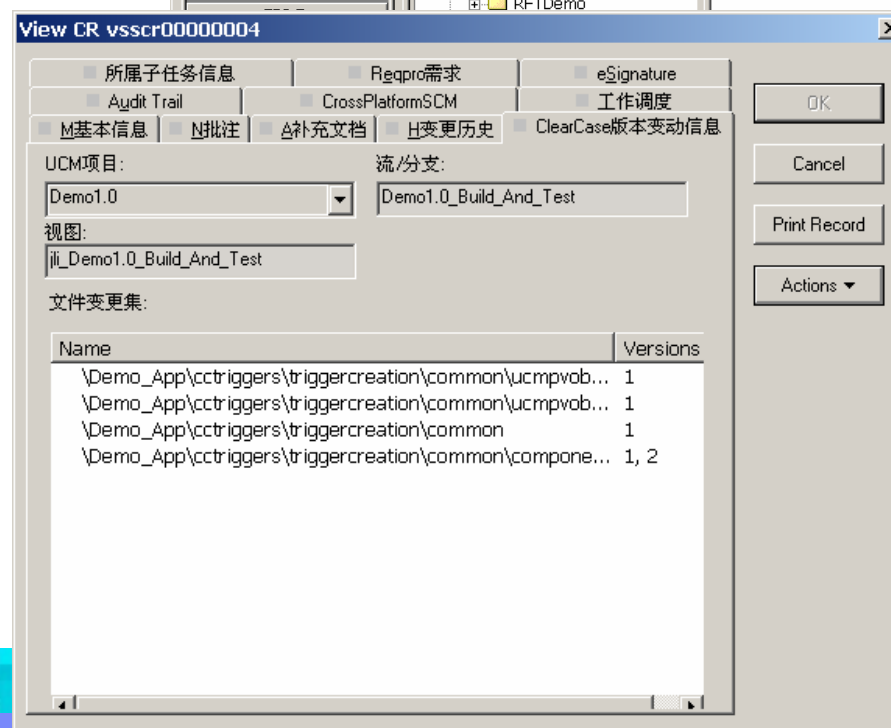 RFTDemo
View CR vsscr00000004
所属子任务信息 Reqpro需求 eSignature
Audit Trail CrossPlatformSCM 工作调度
M基本信息 N批注 A补充文档 H变更历史 ClearCase版本变动信息
OK
Cancel
Print Record
Actions
UCM项目: 流/分支:
Demo1.0 Demo1.0_Build_And_Test
视图:
jli_Demo1.0_Build_And_Test
文件变更集:
Name Versions
\Demo_App\cctriggers\triggercreation\common\ucmpvob... 1
\Demo_App\cctriggers\triggercreation\common\ucmpvob... 1
\Demo_App\cctriggers\triggercreation\common 1
\Demo_App\cctriggers\triggercreation\common\compone... 1, 2